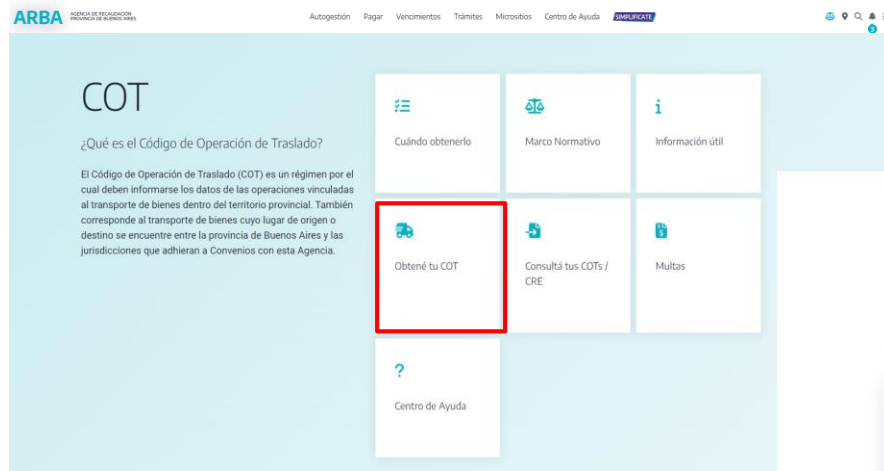 ARBA AGENCIA DE RECAUDACIÓN
PROVINCIA DE BUENOS AIRES
Autogestión Pagar Vencimientos Trámites Micrositios Centro de Ayuda SIMPLIFICATE
3
COT
¿Qué es el Código de Operación de Traslado?
El Código de Operación de Traslado (COT) es un régimen por el
cual deben informarse los datos de las operaciones vinculadas
al transporte de bienes dentro del territorio provincial. También
corresponde al transporte de bienes cuyo lugar de origen o
destino se encuentre entre la provincia de Buenos Aires y las
jurisdicciones que adhieran a Convenios con esta Agencia.
Cuándo obtenerlo
Marco Normativo
Información útil
Obtené tu COT
Consultá tus COTs /
CRE
Multas
Centro de Ayuda